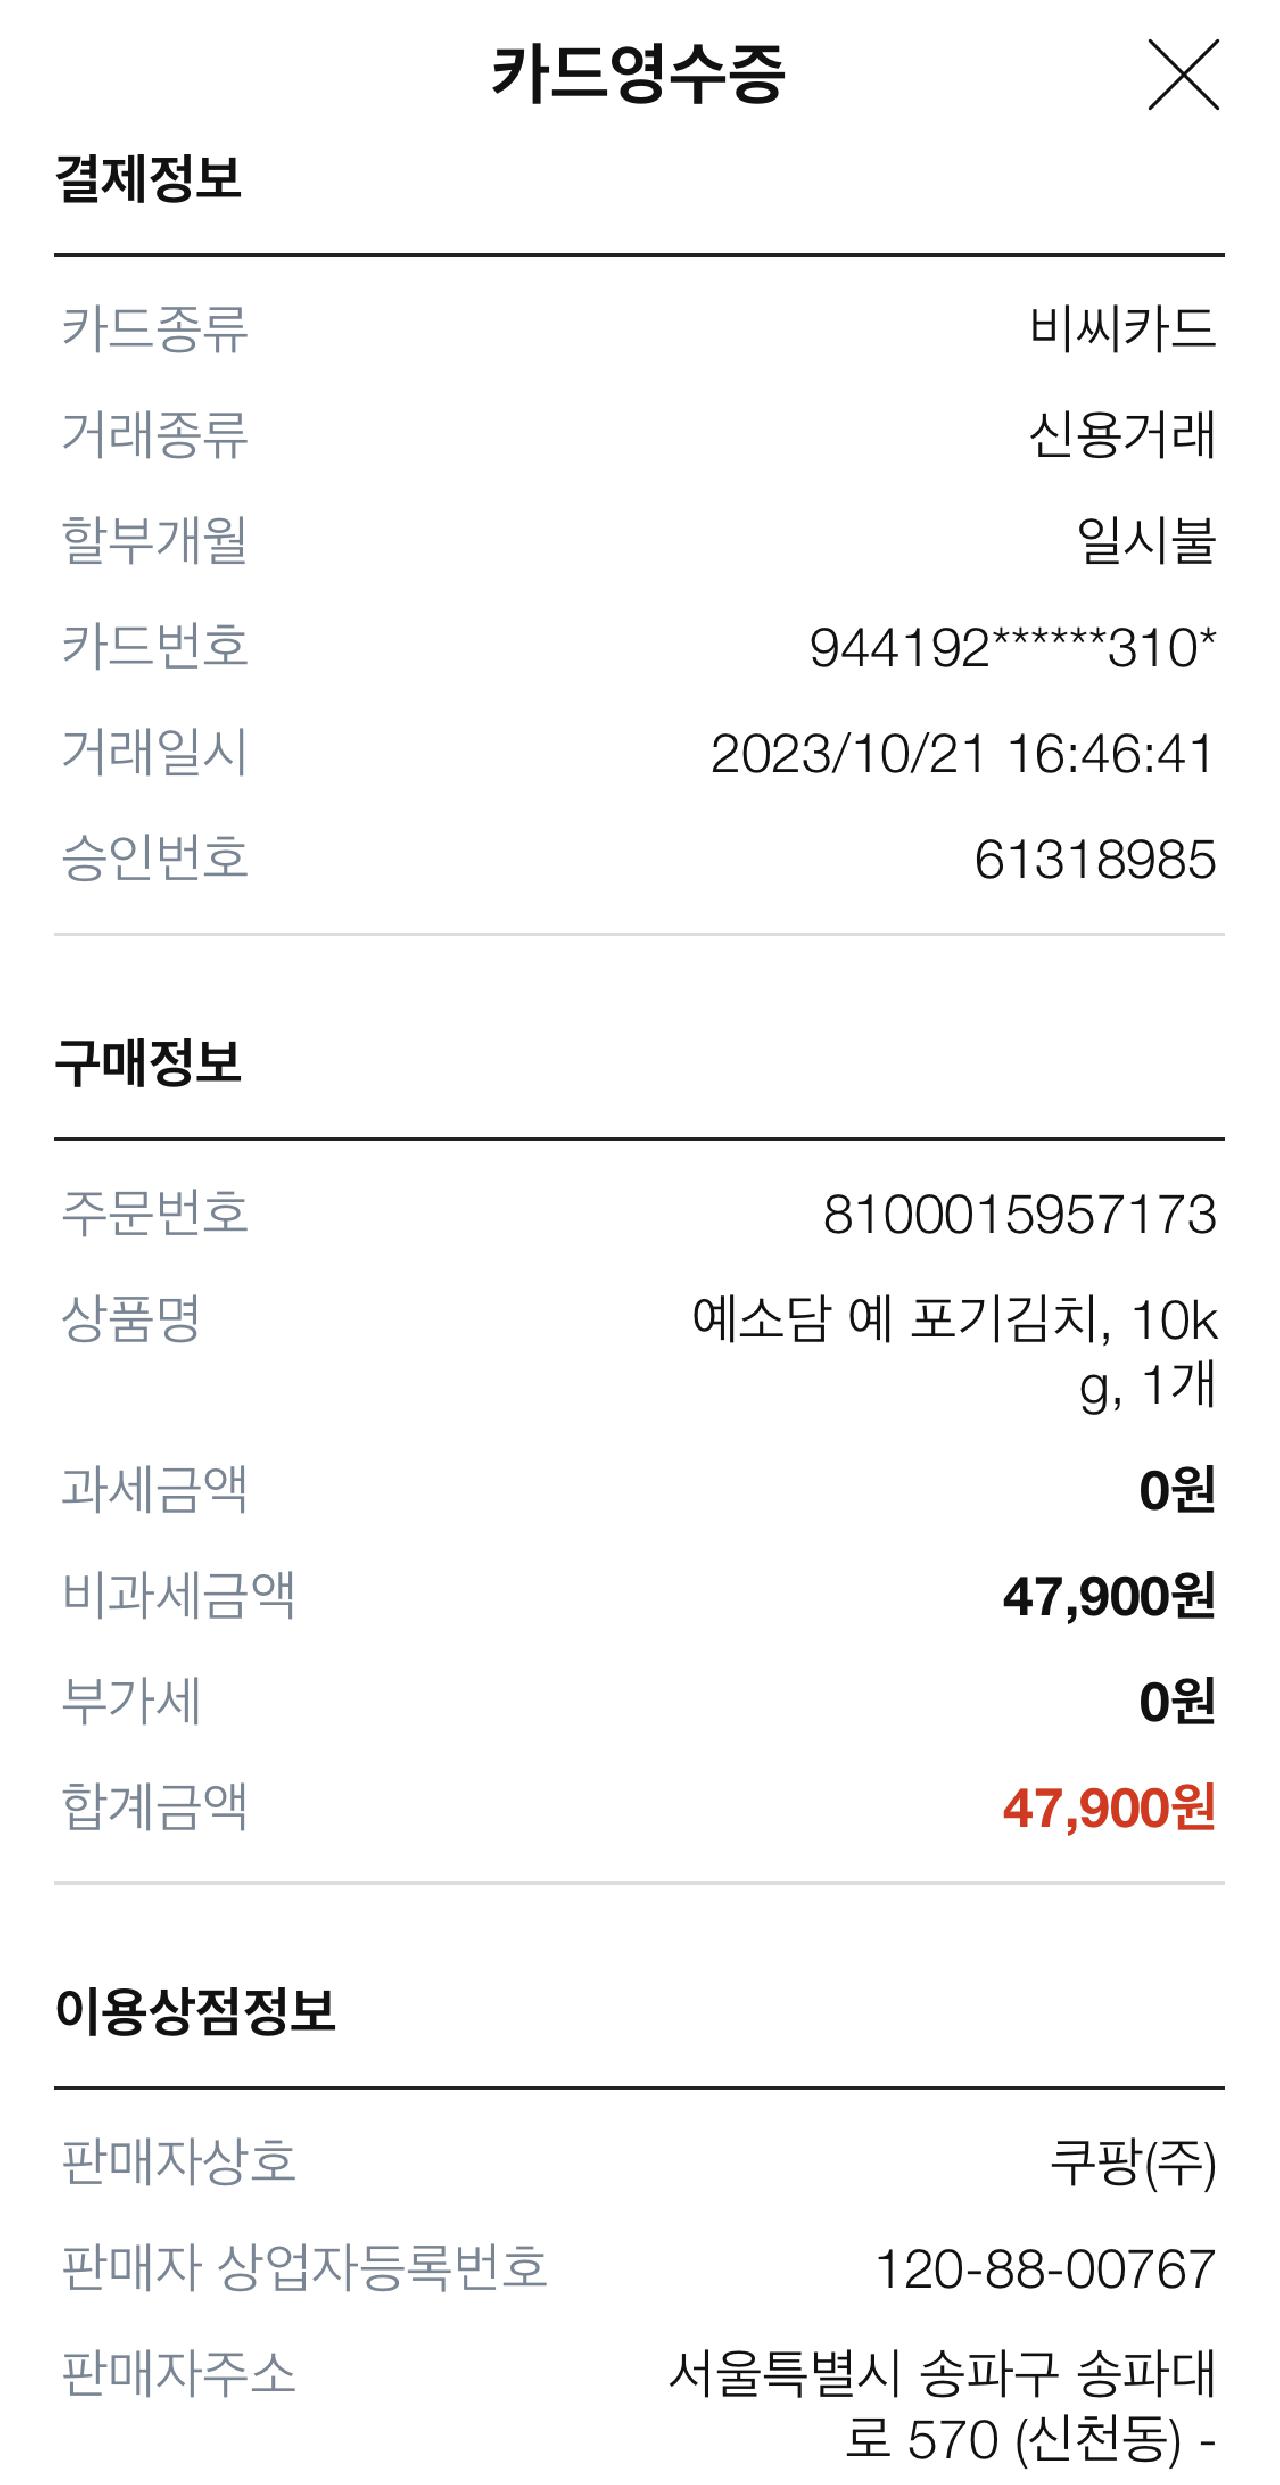 카드영수증
결제정보
카드종류 비씨카드
거래종류 신용거래
할부개월 일시불
카드번호 944192******310*
거래일시 2023/10/21 16:46:41
승인번호 61318985
구매정보
주문번호 8100015957173
상품명 예소담 예 포기김치, 10k
g, 1개
과세금액 0원
비과세금액 47,900원
부가세 0원
합계금액 47,900원
이용상점정보
판매자상호 쿠팡(주)
판매자 상업자등록번호 120-88-00767
판매자주소 서울특별시 송파구 송파대
로 570 (신천동) -